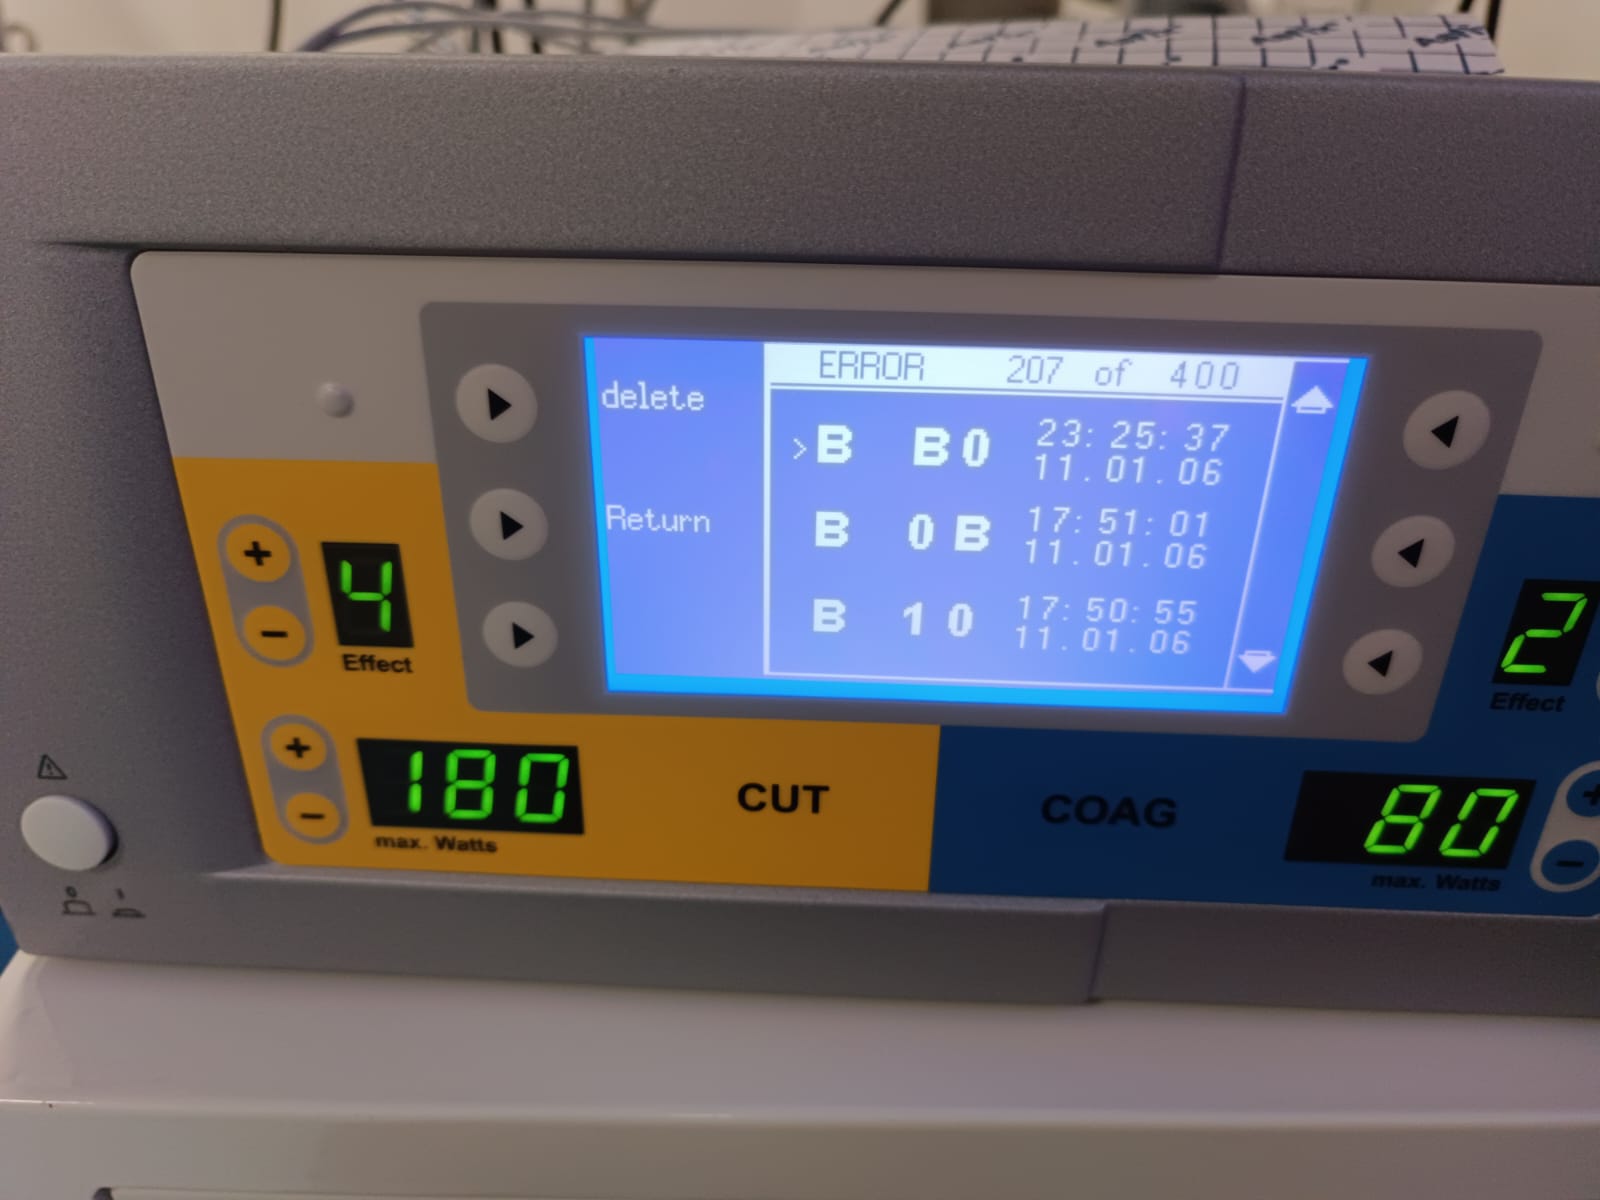 ERROR 207 of 400
delete
>B B0 23:25:37
11.01.06
B 0B 17:51:01
11.01.06
Return
B 10 17:50:55
11.01.06
4
Effect
2
Effect
180
max. Watts
CUT
COAG
80
max. Watts